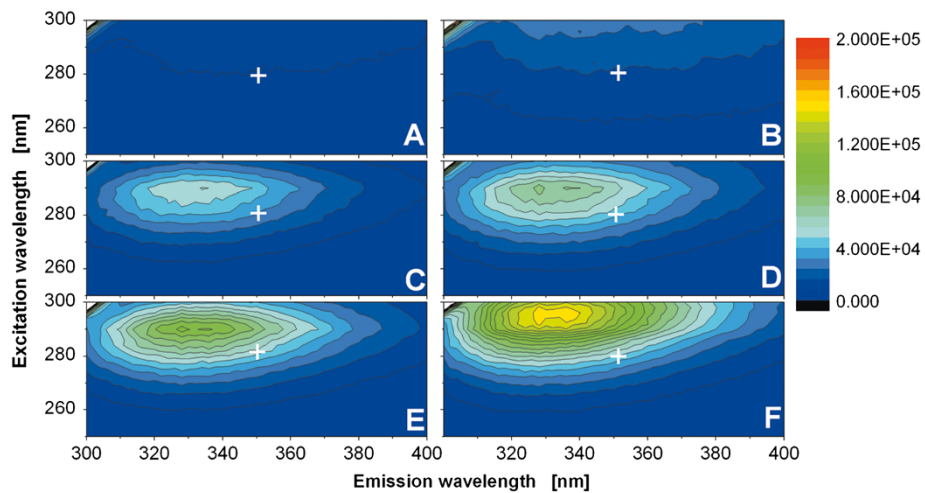 300
280
260
A
B
2.000E+05
1.600E+05
1.200E+05
8.000E+04
4.000E+04
0.000
Excitation wavelength [nm]
300
280
260
C
D
300
280
260
E
F
300 320 340 360 380 400 320 340 360 380 400
Emission wavelength [nm]